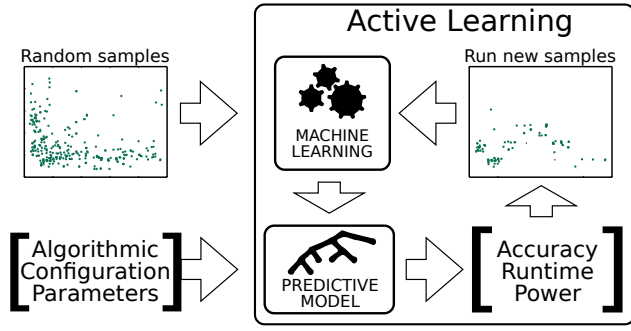 Active Learning
Random samples
Run new samples
MACHINE
LEARNING
Algorithmic
Configuration
Parameters
PREDICTIVE
MODEL
Accuracy
Runtime
Power